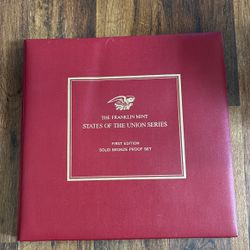 THE FRANKLIN MINT
STATES OF THE UNION SERIES
FIRST EDITION
SOLID BRONZE PROOF SET